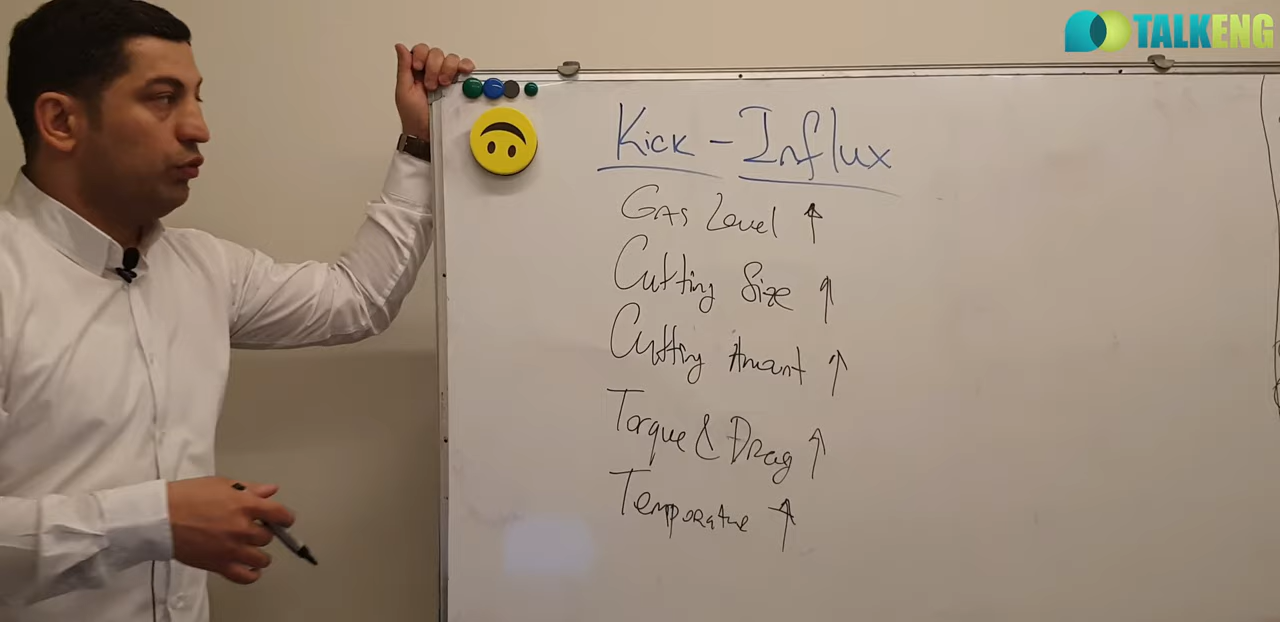 TALKENG
Kick - Influx
Gas Level ↑
Cutting Size ↑
Cutting Amount ↑
Torque & Drag ↑
Temperature ↑